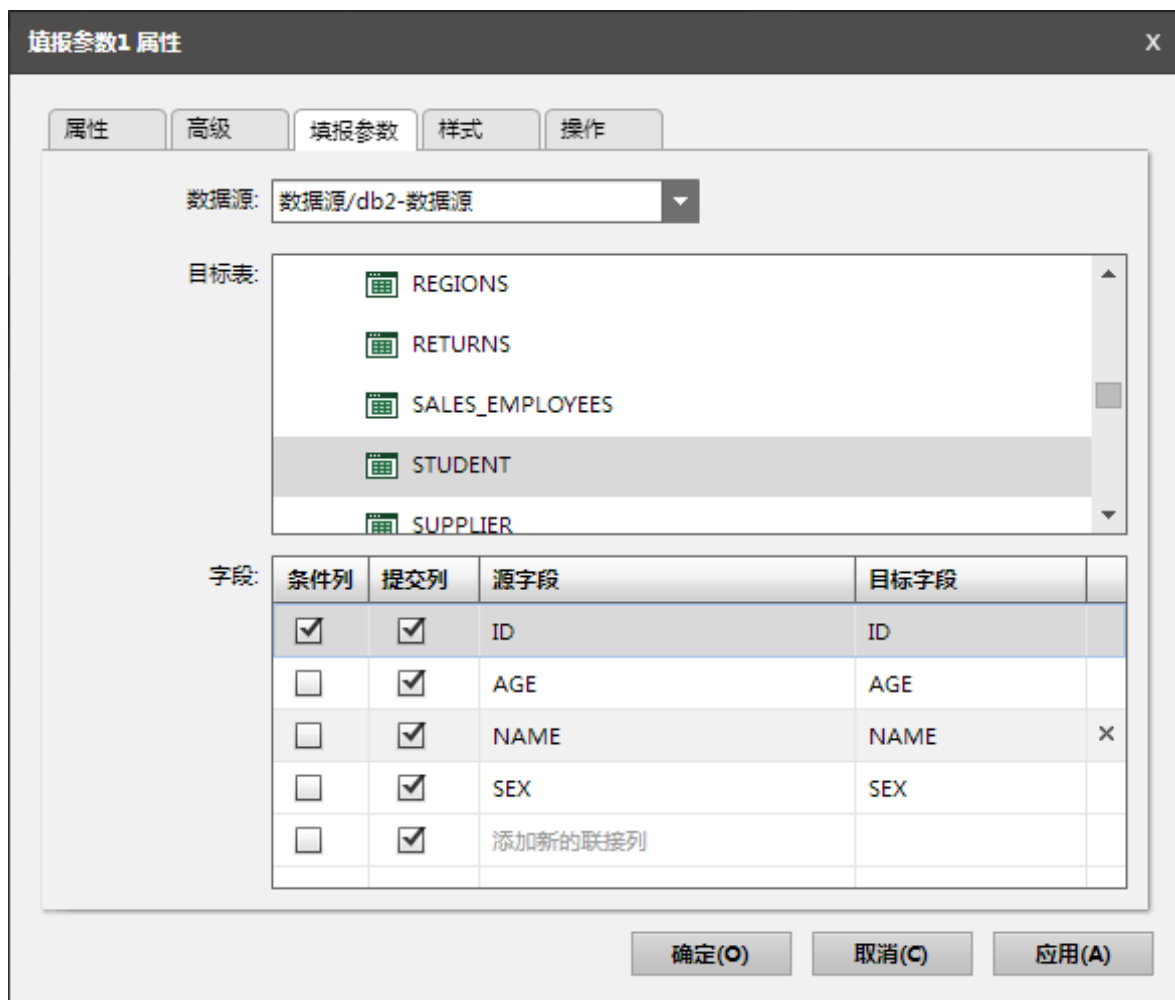 填报参数1 属性 X
属性 高级 填报参数 样式 操作
数据源: 数据源/db2-数据源
目标表: REGIONS
RETURNS
SALES_EMPLOYEES
STUDENT
SUPPLIER
字段: 条件列 提交列 源字段 目标字段
ID ID
AGE AGE
NAME NAME
SEX SEX
添加新的联接列
确定(O) 取消(C) 应用(A)